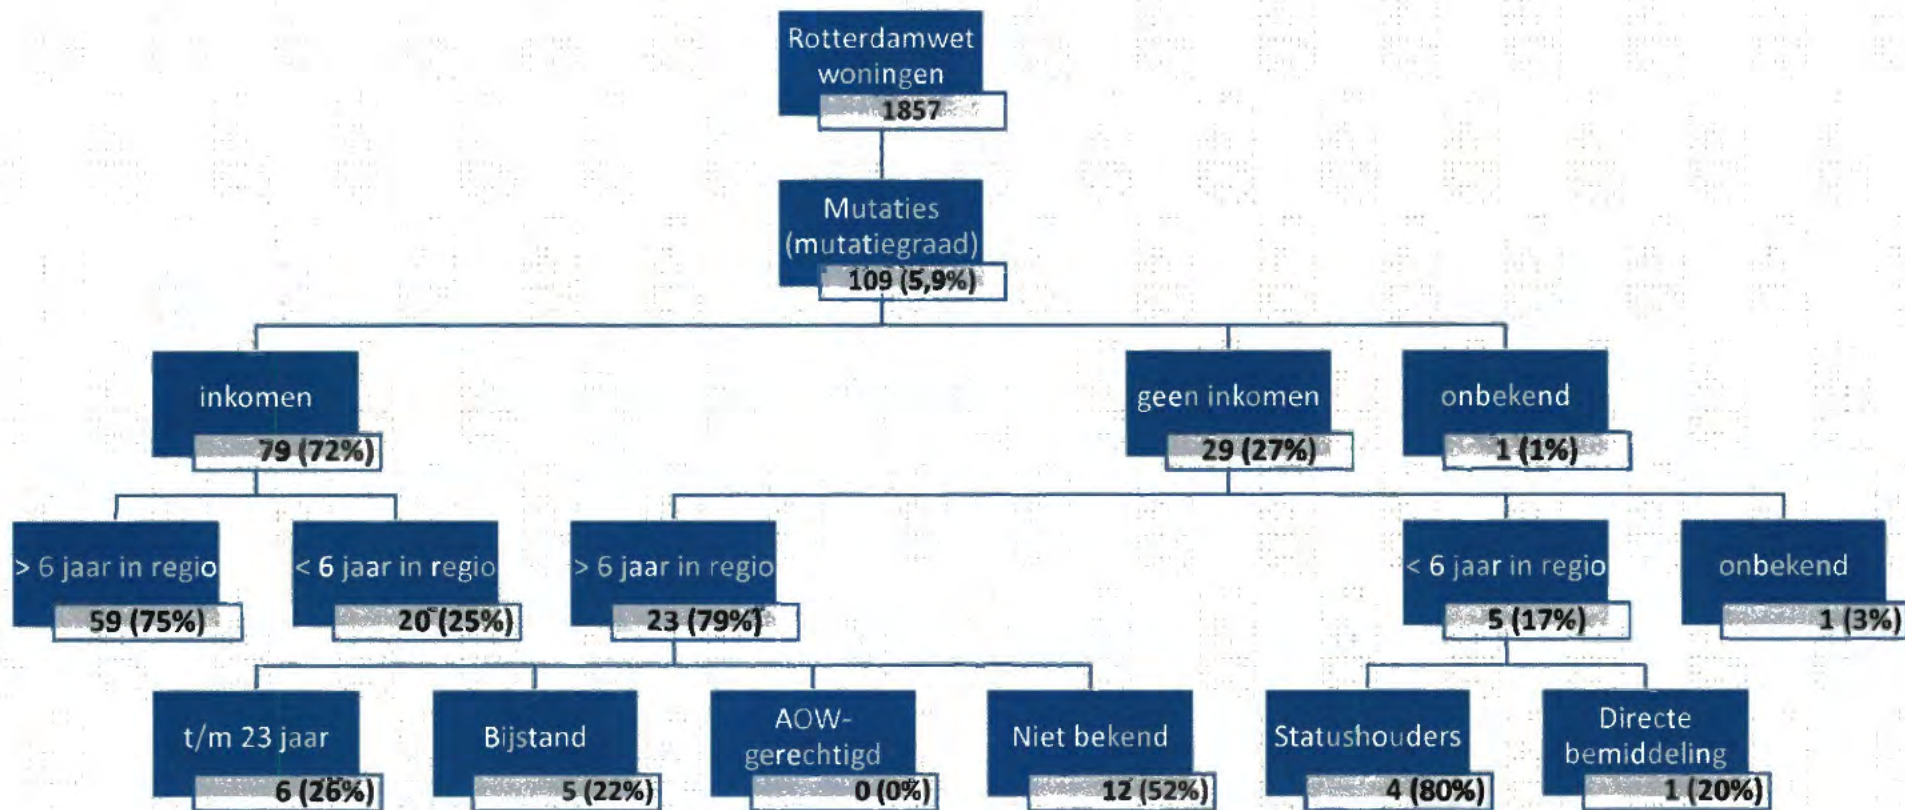 Rotterdamwet
woningen
1857
Mutaties
(mutatiegraad)
109 (5,9%)
inkomen
79 (72%)
geen inkomen
29 (27%)
onbekend
1 (1%)
> 6 jaar in regio
59 (75%)
< 6 jaar in regio
20 (25%)
> 6 jaar in regio
23 (79%)
< 6 jaar in regio
5 (17%)
onbekend
1 (3%)
t/m 23 jaar
6 (26%)
Bijstand
5 (22%)
AOW-
gerechtigd
0 (0%)
Niet bekend
12 (52%)
Statushouders
4 (80%)
Directe
bemiddeling
1 (20%)